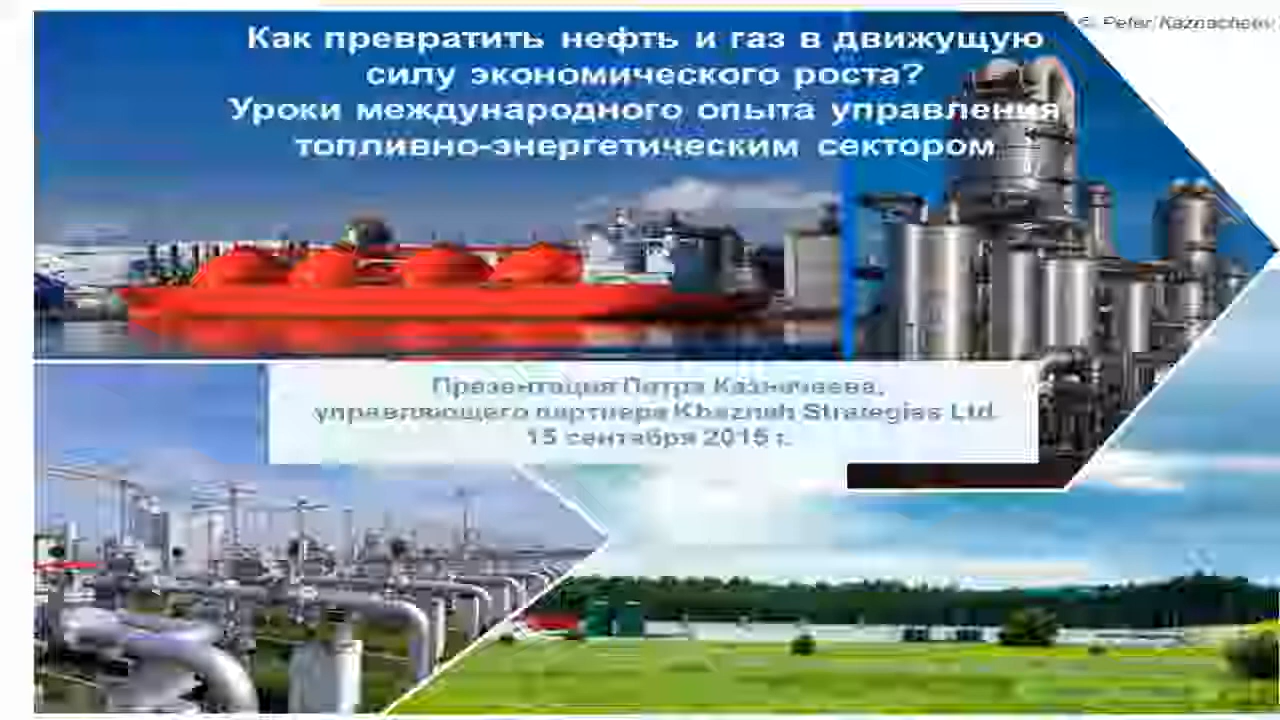 © Peter Kaznacheev
Как превратить нефть и газ в движущую
силу экономического роста?
Уроки международного опыта управления
топливно-энергетическим сектором
Презентация Петра Казначеева,
управляющего партнера Khaznah Strategies Ltd.
15 сентября 2015 г.